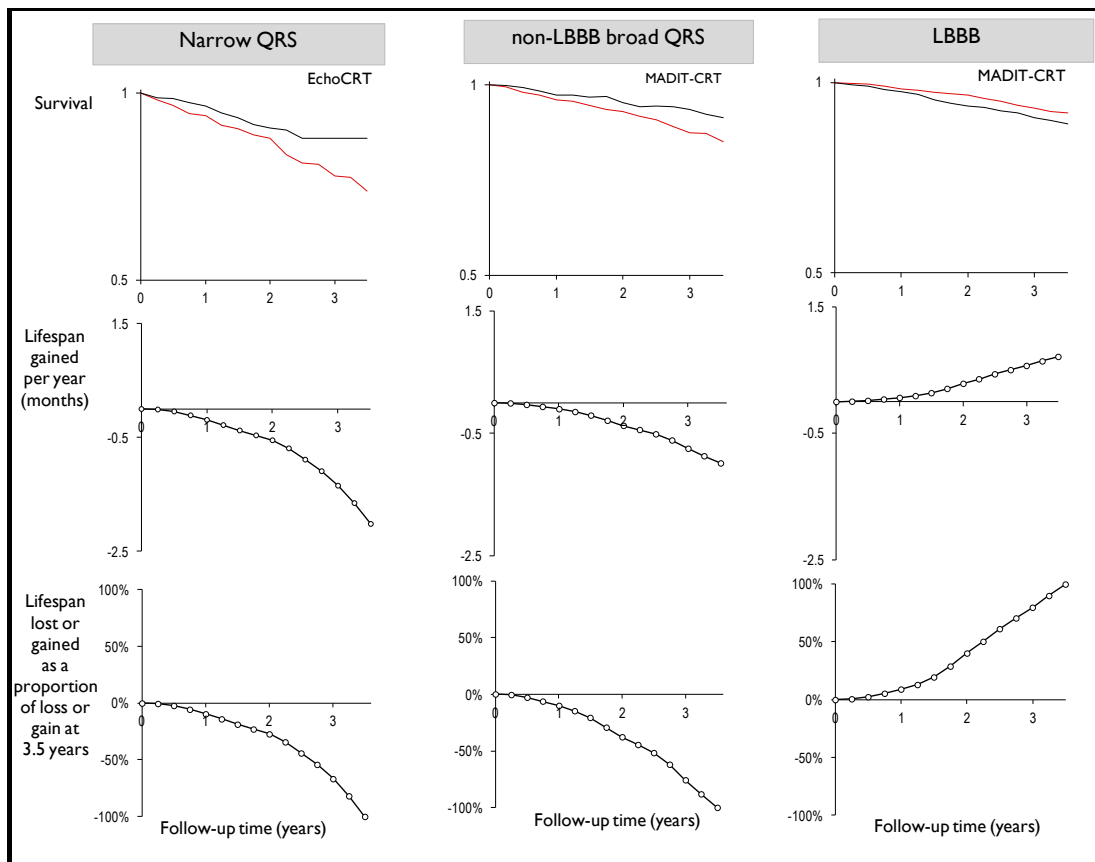 Narrow QRS
non-LBBB broad QRS
LBBB
EchoCRT
MADIT-CRT
MADIT-CRT
Survival
1
0.5
0 1 2 3
1
0.5
0 1 2 3
1
0.5
0 1 2 3
Lifespan
gained
per year
(months)
1.5
-0.5
-2.5
0 1 2 3
1.5
-0.5
-2.5
0 1 2 3
1.5
-0.5
-2.5
0 1 2 3
Lifespan
lost or
gained
as a
proportion
of loss or
gain at
3.5 years
100%
50%
0%
-50%
-100%
0 1 2 3
100%
50%
0%
-50%
-100%
0 1 2 3
100%
50%
0%
-50%
-100%
0 1 2 3
Follow-up time (years)
Follow-up time (years)
Follow-up time (years)